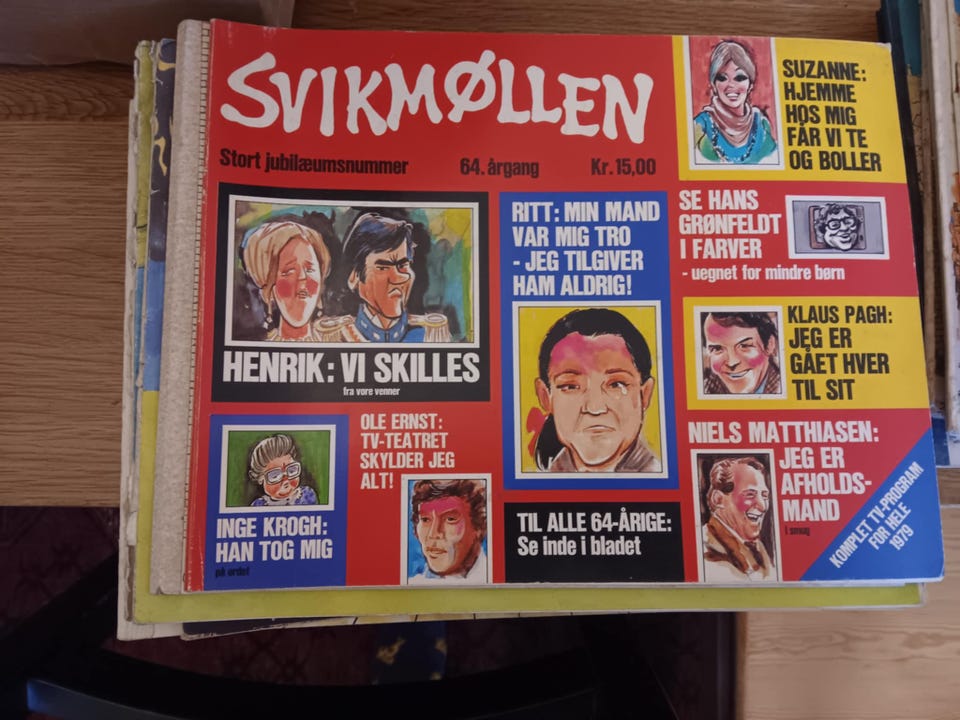 SVIKMØLLEN
Stort jubilæumsnummer 64. årgang Kr. 15,00
SUZANNE:
HJEMME
HOS MIG
FÅR VI TE
OG BOLLER
HENRIK: VI SKILLES
fra vore venner
RITT: MIN MAND
VAR MIG TRO
- JEG TILGIVER
HAM ALDRIG!
SE HANS
GRØNFELDT
I FARVER
- uegnet for mindre børn
KLAUS PAGH:
JEG ER
GÅET HVER
TIL SIT
INGE KROGH:
HAN TOG MIG
på ordet
OLE ERNST:
TV-TEATRET
SKYLDER JEG
ALT!
TIL ALLE 64-ÅRIGE:
Se inde i bladet
NIELS MATTHIASEN:
JEG ER
AFHOLDS-
MAND
i smug
KOMPLET TV-PROGRAM
FOR HELE
1979